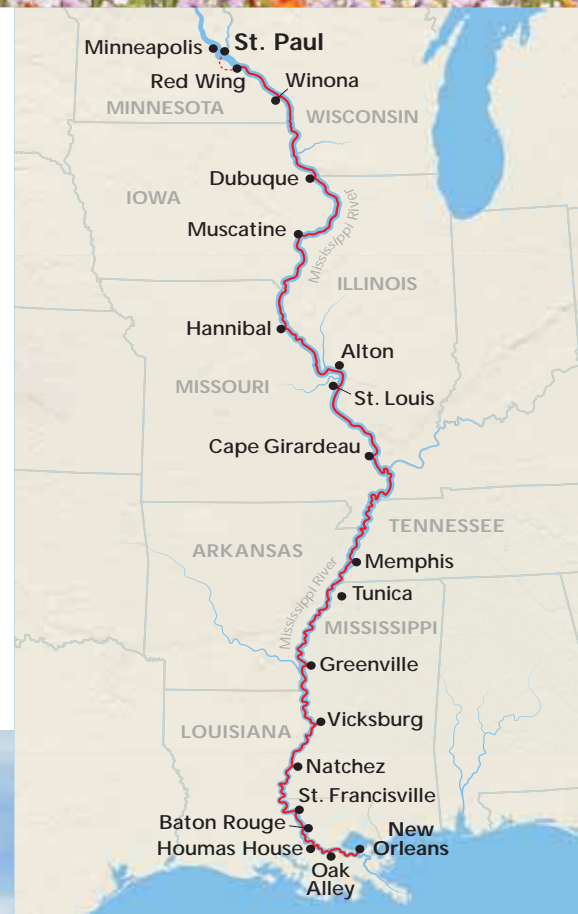 Minneapolis
St. Paul
Red Wing
Winona
MINNESOTA
WISCONSIN
Dubuque
IOWA
Mississippi River
Muscatine
ILLINOIS
Hannibal
Alton
MISSOURI
St. Louis
Cape Girardeau
TENNESSEE
ARKANSAS
Memphis
Mississippi River
Tunica
MISSISSIPPI
Greenville
LOUISIANA
Vicksburg
Natchez
St. Francisville
Baton Rouge
New
Orleans
Houmas House
Oak
Alley